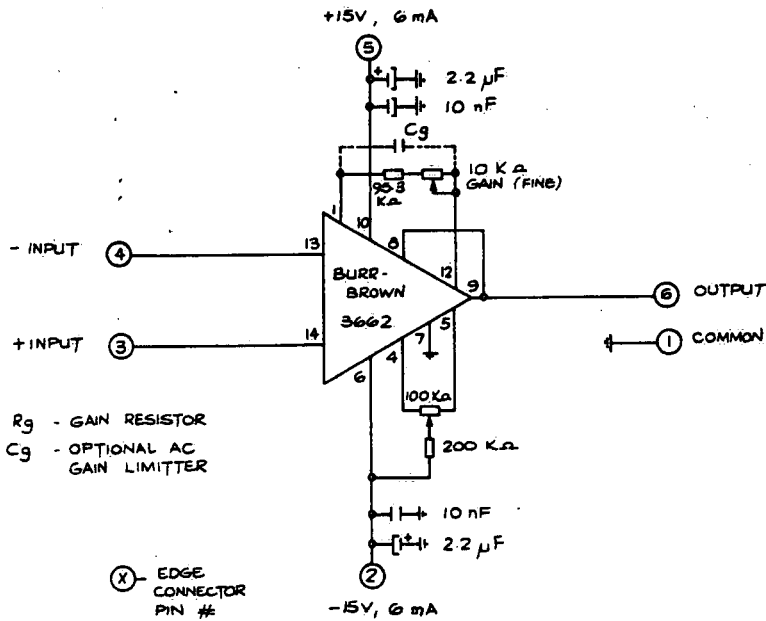 +15V, 6 mA
5
+
2.2 µF
10 nF
Cg
10 KΩ
GAIN (FINE)
95.3
KΩ
1
10
8
12
9
- INPUT
4
13
BURR-
BROWN
3662
6
OUTPUT
+ INPUT
3
14
5
7
4
6
1
COMMON
100KΩ
Rg - GAIN RESISTOR
Cg - OPTIONAL AC
GAIN LIMITTER
200 KΩ
10 nF
+
2.2 µF
X - EDGE
CONNECTOR
PIN #
2
-15V, 6 mA